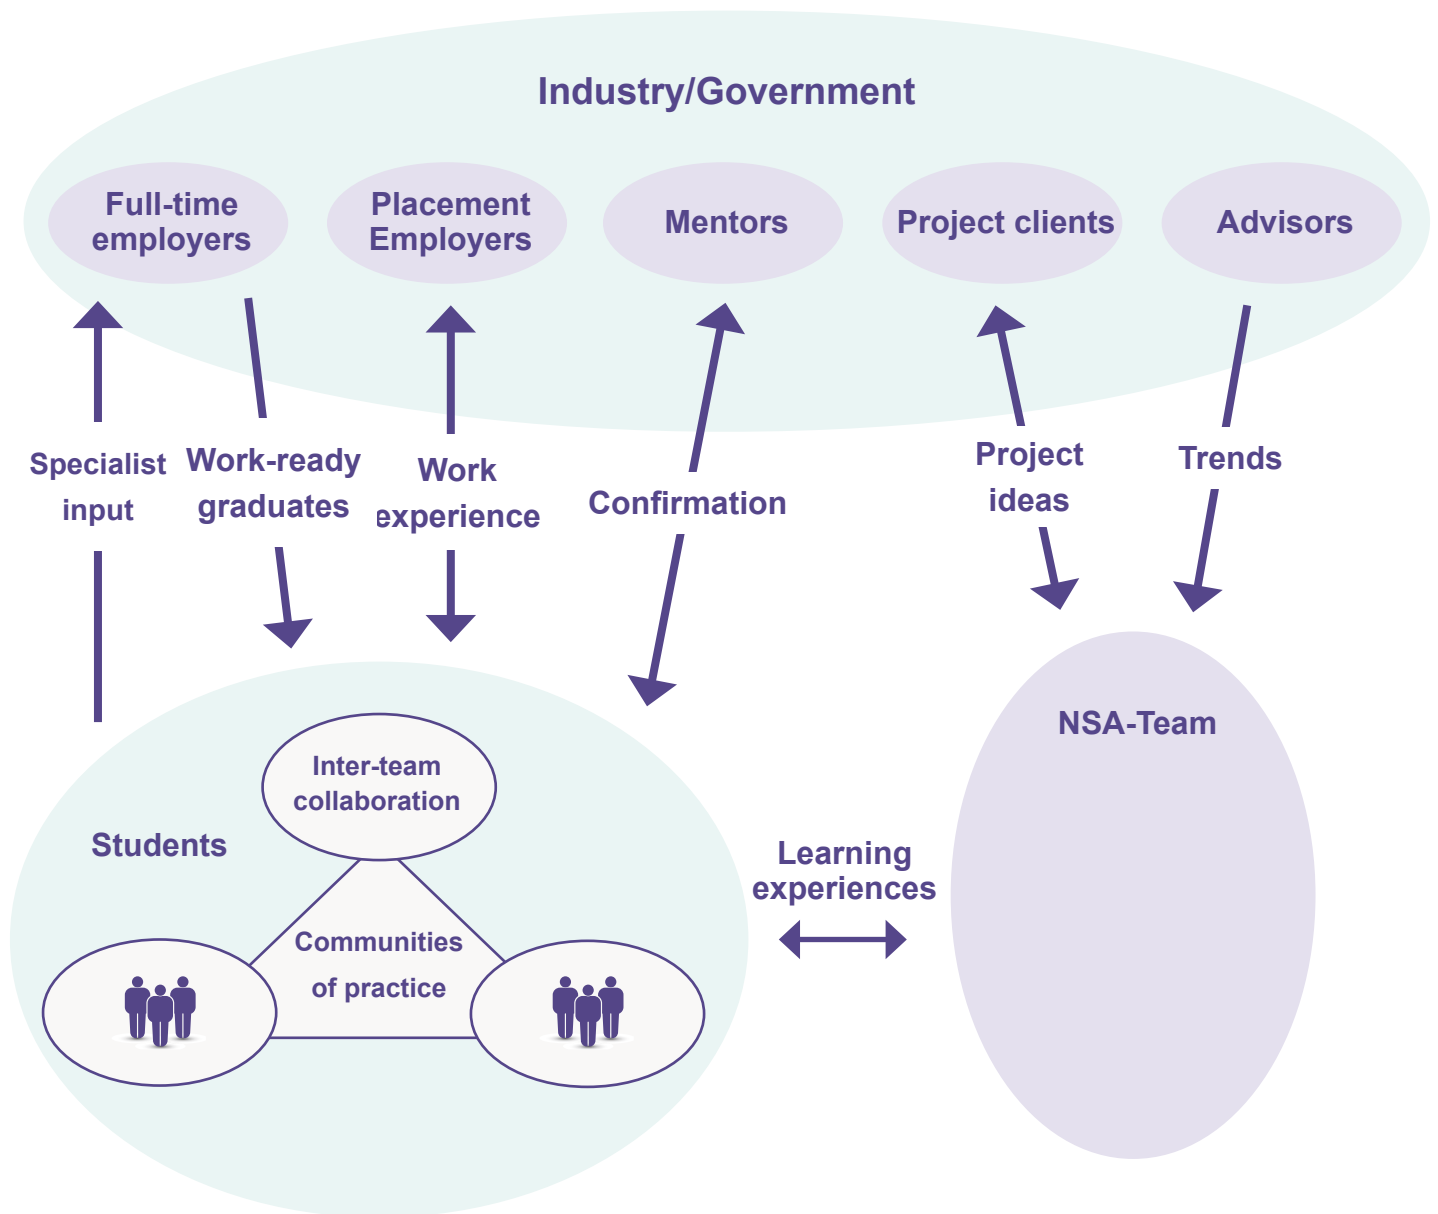 Industry/Government
Full-time
employers
Placement
Employers
Mentors
Project clients
Advisors
Specialist
input
Work-ready
graduates
Work
experience
Confirmation
Project
ideas
Trends
NSA-Team
Inter-team
collaboration
Students
Learning
experiences
Communities
of practice